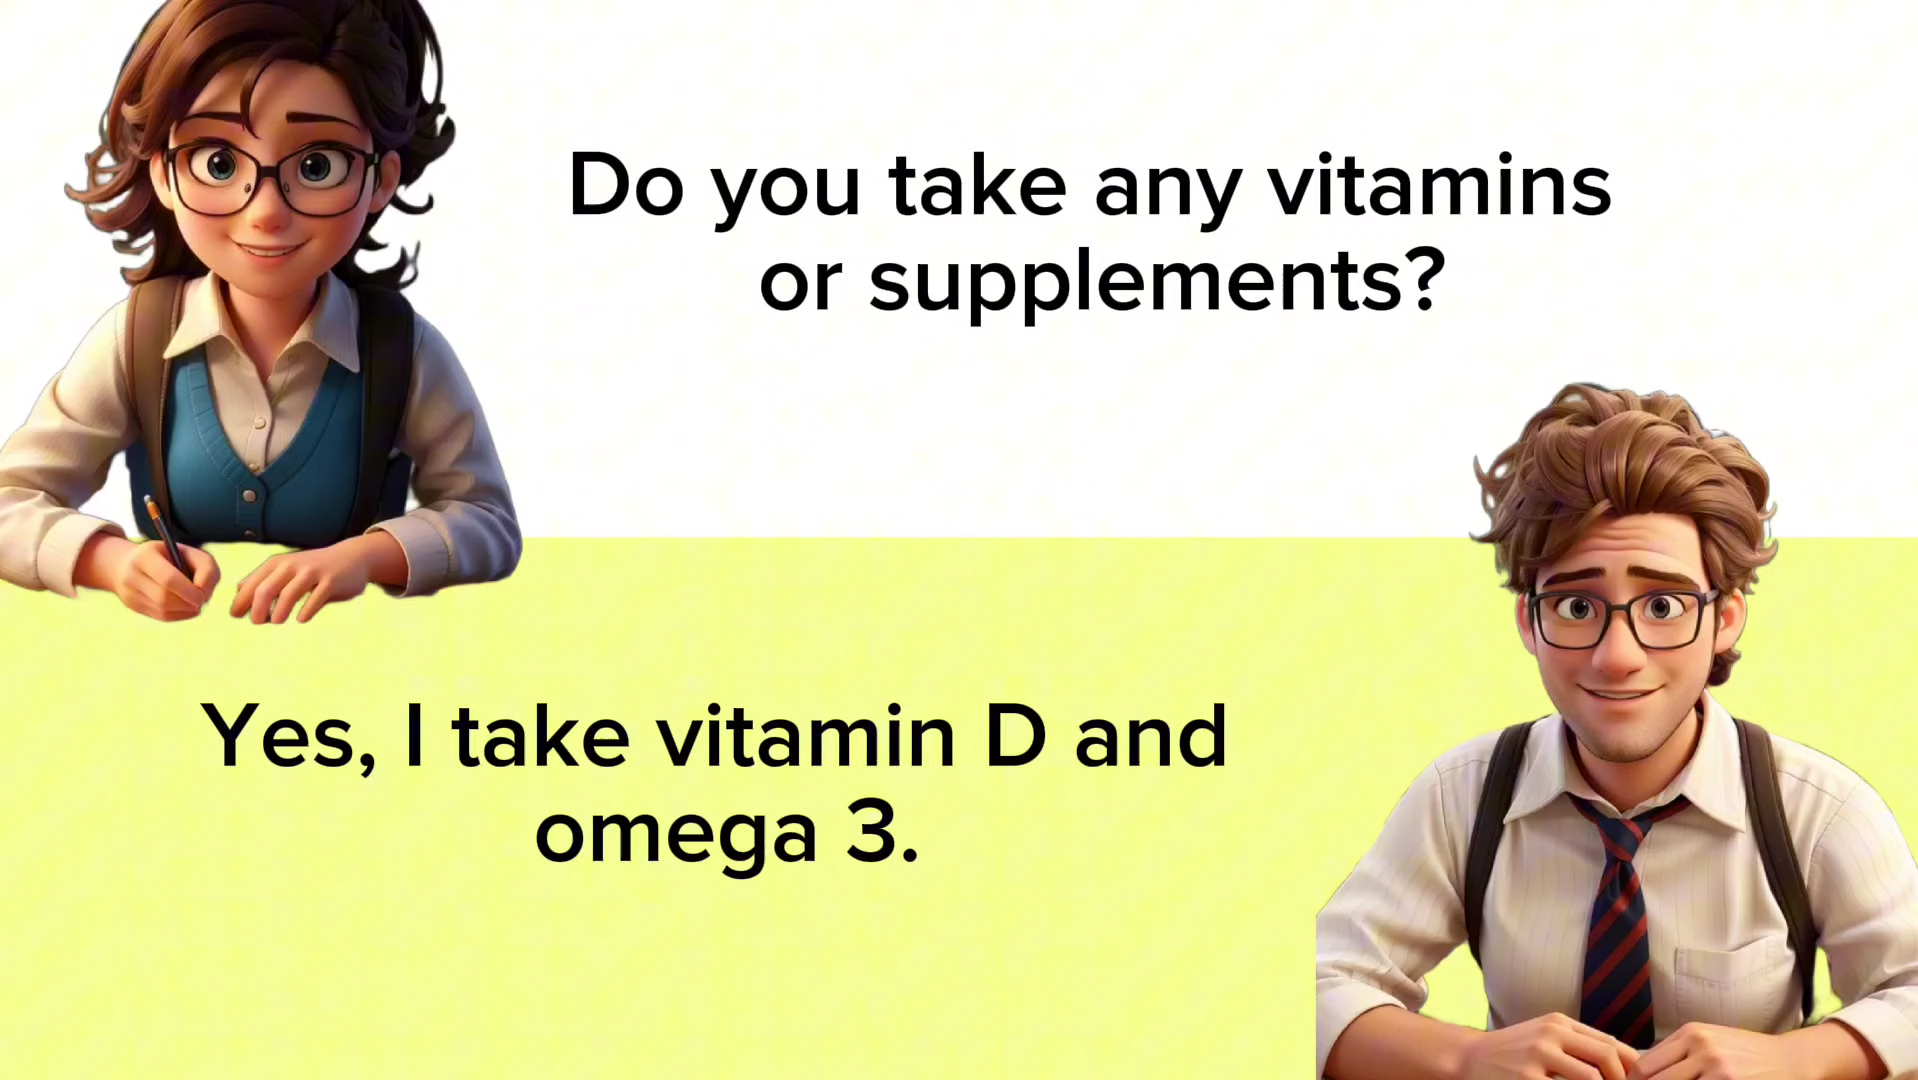 Do you take any vitamins
or supplements?
Yes, I take vitamin D and
omega 3.